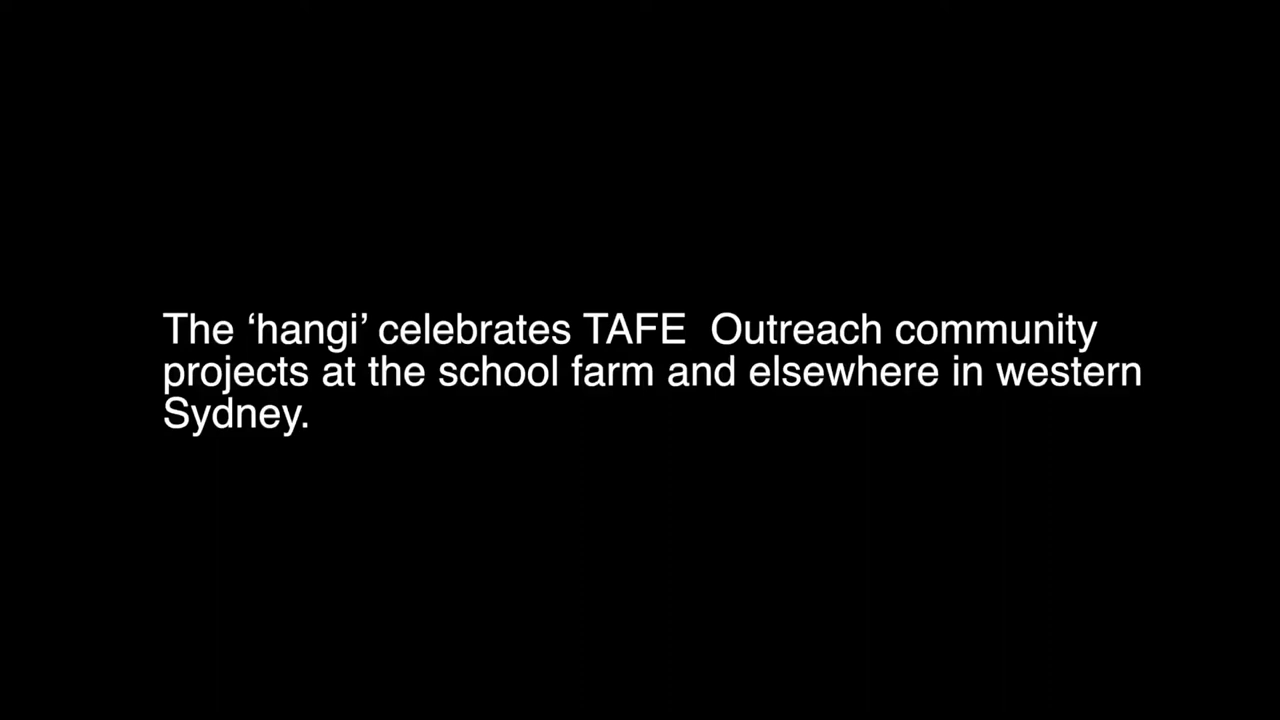 The ‘hangi’ celebrates TAFE  Outreach community
projects at the school farm and elsewhere in western
Sydney.